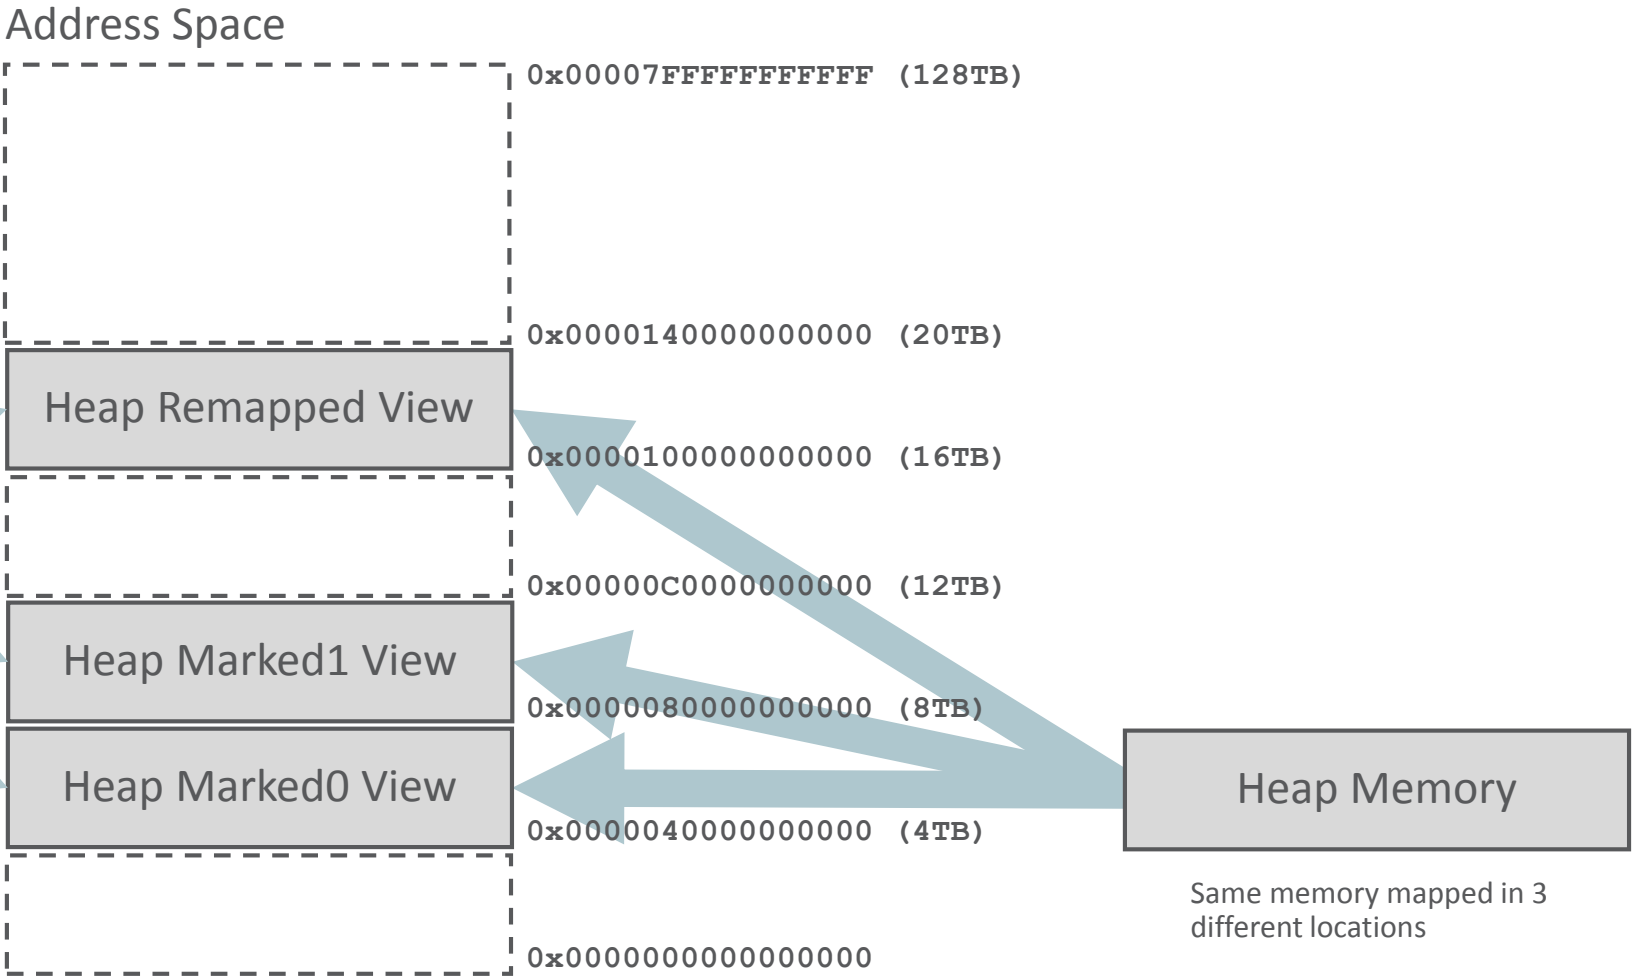 Address Space
0x00007FFFFFFFFFFF (128TB)
0x0000140000000000 (20TB)
Heap Remapped View
0x0000100000000000 (16TB)
0x00000C0000000000 (12TB)
Heap Marked1 View
0x0000080000000000 (8TB)
Heap Marked0 View
Heap Memory
0x0000040000000000 (4TB)
Same memory mapped in 3
different locations
0x0000000000000000